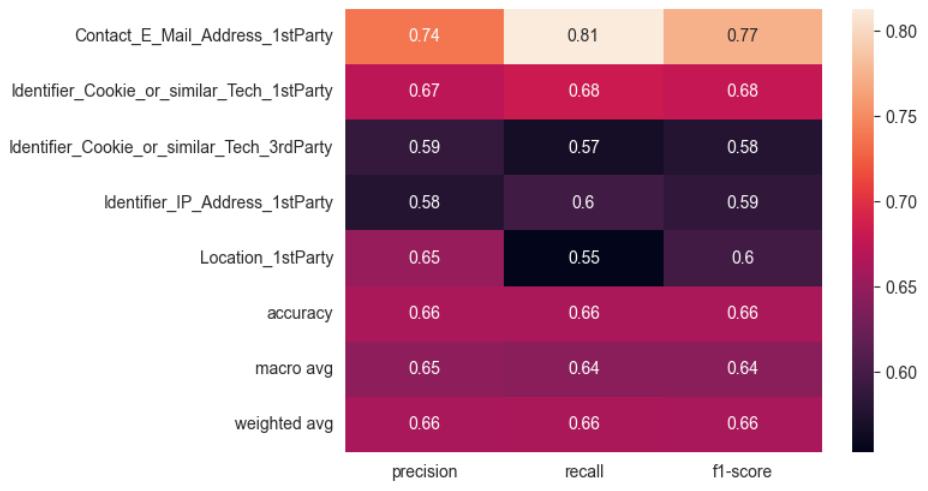 Contact_E_Mail_Address_1stParty 0.74 0.81 0.77 0.80
Identifier_Cookie_or_similar_Tech_1stParty 0.67 0.68 0.68 0.75
Identifier_Cookie_or_similar_Tech_3rdParty 0.59 0.57 0.58
Identifier_IP_Address_1stParty 0.58 0.6 0.59 0.70
Location_1stParty 0.65 0.55 0.6
accuracy 0.66 0.66 0.66 0.65
macro avg 0.65 0.64 0.64 0.60
weighted avg 0.66 0.66 0.66
precision recall f1-score